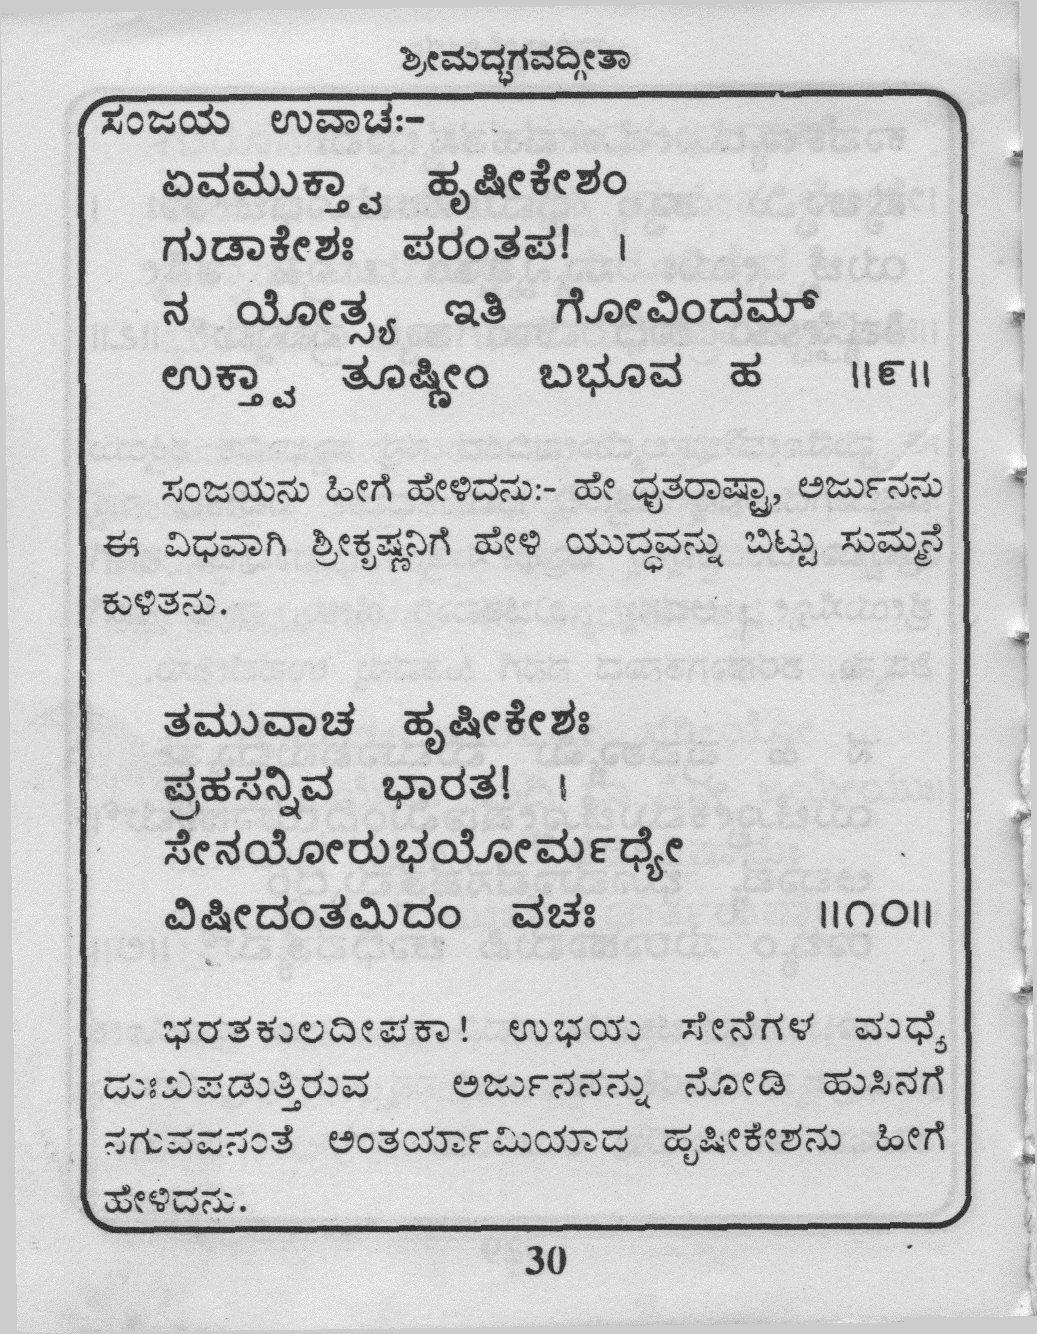 ಶ್ರೀಮದ್ಭಗವದ್ಗೀತಾ
ಸಂಜಯ ಉವಾಚ:-
ಏವಮುಕ್ತ್ವಾ ಹೃಷೀಕೇಶಂ
ಗುಡಾಕೇಶಃ ಪರಂತಪ! ।
ನ ಯೋತ್ಸ್ಯ ಇತಿ ಗೋವಿಂದಮ್
ಉಕ್ತ್ವಾ ತೂಷ್ಣೀಂ ಬಭೂವ ಹ ॥೯॥
ಸಂಜಯನು ಹೀಗೆ ಹೇಳಿದನು:- ಹೇ ಧೃತರಾಷ್ಟ್ರಾ, ಅರ್ಜುನನು
ಈ ವಿಧವಾಗಿ ಶ್ರೀಕೃಷ್ಣನಿಗೆ ಹೇಳಿ ಯುದ್ಧವನ್ನು ಬಿಟ್ಟು ಸುಮ್ಮನೆ
ಕುಳಿತನು.
ತಮುವಾಚ ಹೃಷೀಕೇಶಃ
ಪ್ರಹಸನ್ನಿವ ಭಾರತ! ।
ಸೇನಯೋರುಭಯೋರ್ಮಧ್ಯೇ
ವಿಷೀದಂತಮಿದಂ ವಚಃ ॥೧೦॥
ಭರತಕುಲದೀಪಕಾ! ಉಭಯ ಸೇನೆಗಳ ಮಧ್ಯೆ
ದುಃಖಪಡುತ್ತಿರುವ ಅರ್ಜುನನನ್ನು ನೋಡಿ ಹುಸಿನಗೆ
ನಗುವವನಂತೆ ಅಂತರ್ಯಾಮಿಯಾದ ಹೃಷೀಕೇಶನು ಹೀಗೆ
ಹೇಳಿದನು.
30